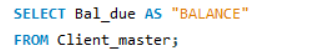 SELECT Bal_due AS "BALANCE"
FROM Client_master;